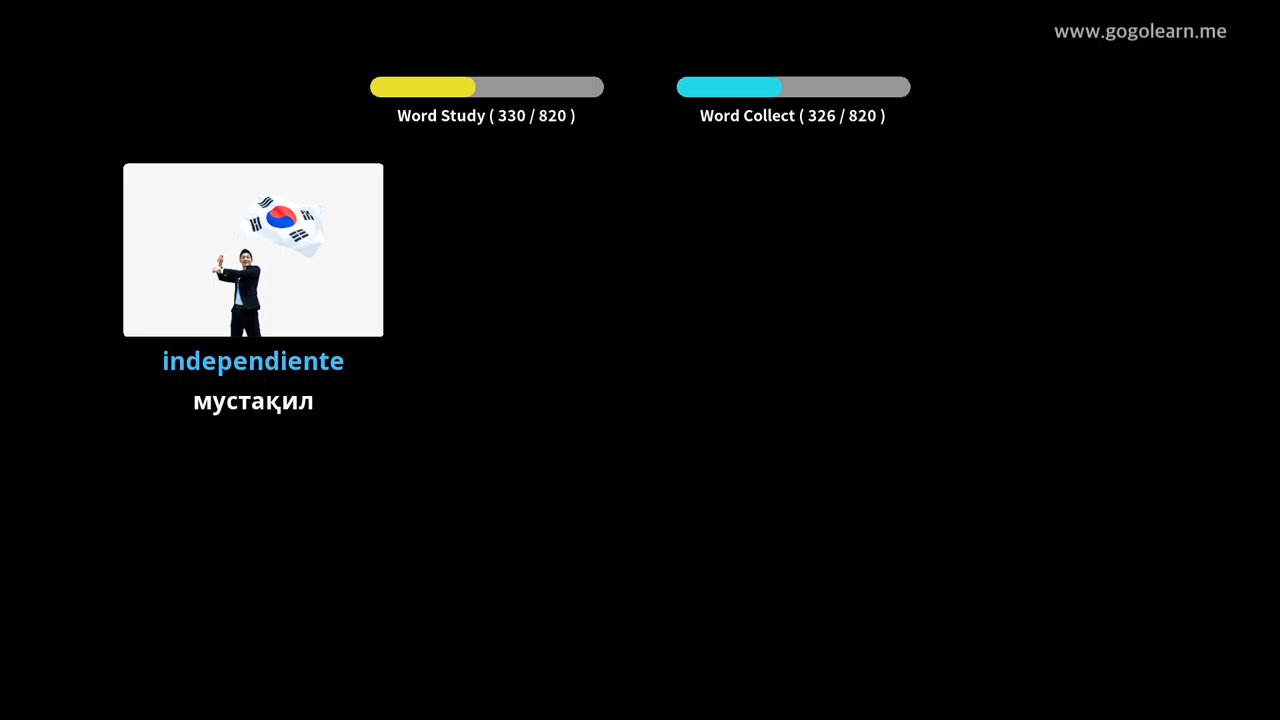 www.gogolearn.me
Word Study ( 330 / 820 )
Word Collect ( 326 / 820 )
independiente
мустақил